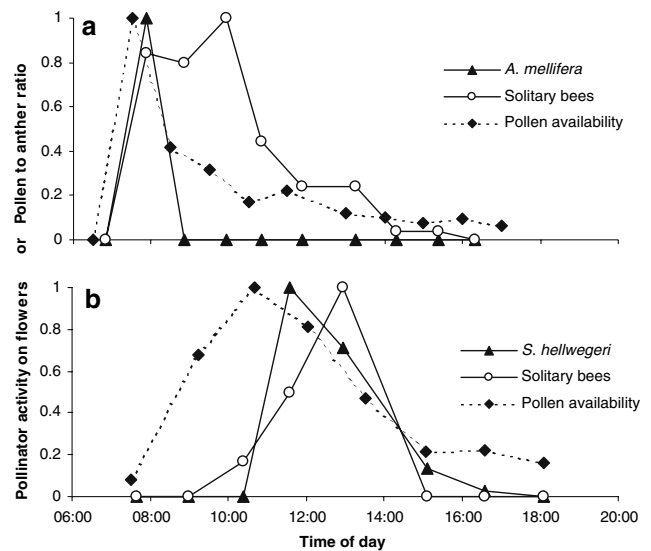 a
or Pollen to anther ratio
1
0.8
0.6
0.4
0.2
0
A. mellifera
Solitary bees
Pollen availability
b
Pollinator activity on flowers
1
0.8
0.6
0.4
0.2
0
S. hellwegeri
Solitary bees
Pollen availability
06:00 08:00 10:00 12:00 14:00 16:00 18:00 20:00
Time of day